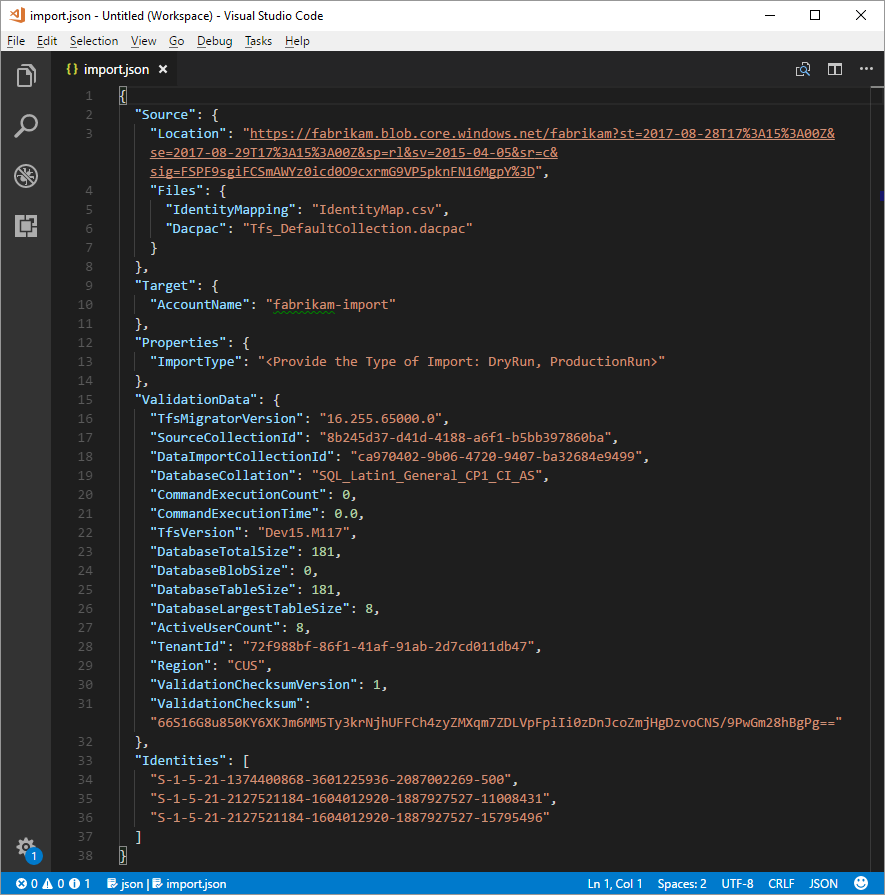 import.json - Untitled (Workspace) - Visual Studio Code
File Edit Selection View Go Debug Tasks Help
{} import.json ×
1 {
2 "Source": {
3 "Location": "https://fabrikam.blob.core.windows.net/fabrikam?st=2017-08-28T17%3A15%3A00Z&
se=2017-08-29T17%3A15%3A00Z&sp=rl&sv=2015-04-05&sr=c&
sig=FSPF9sgiFCSmAWYz0icd0O9cxrmG9VP5pknFN16MgpY%3D",
4 "Files": {
5 "IdentityMapping": "IdentityMap.csv",
6 "Dacpac": "Tfs_DefaultCollection.dacpac"
7 }
8 },
9 "Target": {
10 "AccountName": "fabrikam-import"
11 },
12 "Properties": {
13 "ImportType": "<Provide the Type of Import: DryRun, ProductionRun>"
14 },
15 "ValidationData": {
16 "TfsMigratorVersion": "16.255.65000.0",
17 "SourceCollectionId": "8b245d37-d41d-4188-a6f1-b5bb397860ba",
18 "DataImportCollectionId": "ca970402-9b06-4720-9407-ba32684e9499",
19 "DatabaseCollation": "SQL_Latin1_General_CP1_CI_AS",
20 "CommandExecutionCount": 0,
21 "CommandExecutionTime": 0.0,
22 "TfsVersion": "Dev15.M117",
23 "DatabaseTotalSize": 181,
24 "DatabaseBlobSize": 0,
25 "DatabaseTableSize": 181,
26 "DatabaseLargestTableSize": 8,
27 "ActiveUserCount": 8,
28 "TenantId": "72f988bf-86f1-41af-91ab-2d7cd011db47",
29 "Region": "CUS",
30 "ValidationChecksumVersion": 1,
31 "ValidationChecksum":
"66S16G8u850KY6XKJm6MM5Ty3krNjhUFFCh4zyZMXqm7ZDLVpFpiIi0zDnJcoZmjHgDzvoCNS/9PwGm28hBgPg=="
32 },
33 "Identities": [
34 "S-1-5-21-1374400868-3601225936-2087002269-500",
35 "S-1-5-21-2127521184-1604012920-1887927527-11008431",
36 "S-1-5-21-2127521184-1604012920-1887927527-15795496"
37 ]
38 }
1
0 0 1 json | import.json Ln 1, Col 1 Spaces: 2 UTF-8 CRLF JSON